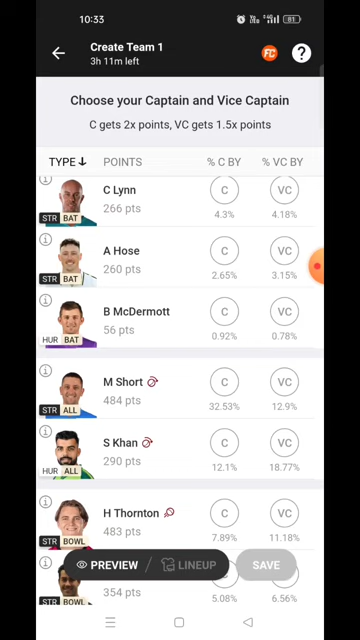 10:33
81
Create Team 1
3h 11m left
FC
?
Choose your Captain and Vice Captain
C gets 2x points, VC gets 1.5x points
TYPE POINTS % C BY % VC BY
C Lynn
266 pts
C
VC
STR BAT
4.3%
4.18%
A Hose
260 pts
C
VC
STR BAT
2.65%
3.15%
B McDermott
56 pts
C
VC
HUR BAT
0.92%
0.78%
M Short
484 pts
C
VC
STR ALL
32.53%
12.9%
S Khan
290 pts
C
VC
HUR ALL
12.1%
18.77%
H Thornton
483 pts
C
VC
STR BOWL
7.89%
11.18%
PREVIEW / LINEUP
SAVE
354 pts
STR BOWL
5.08%
6.56%